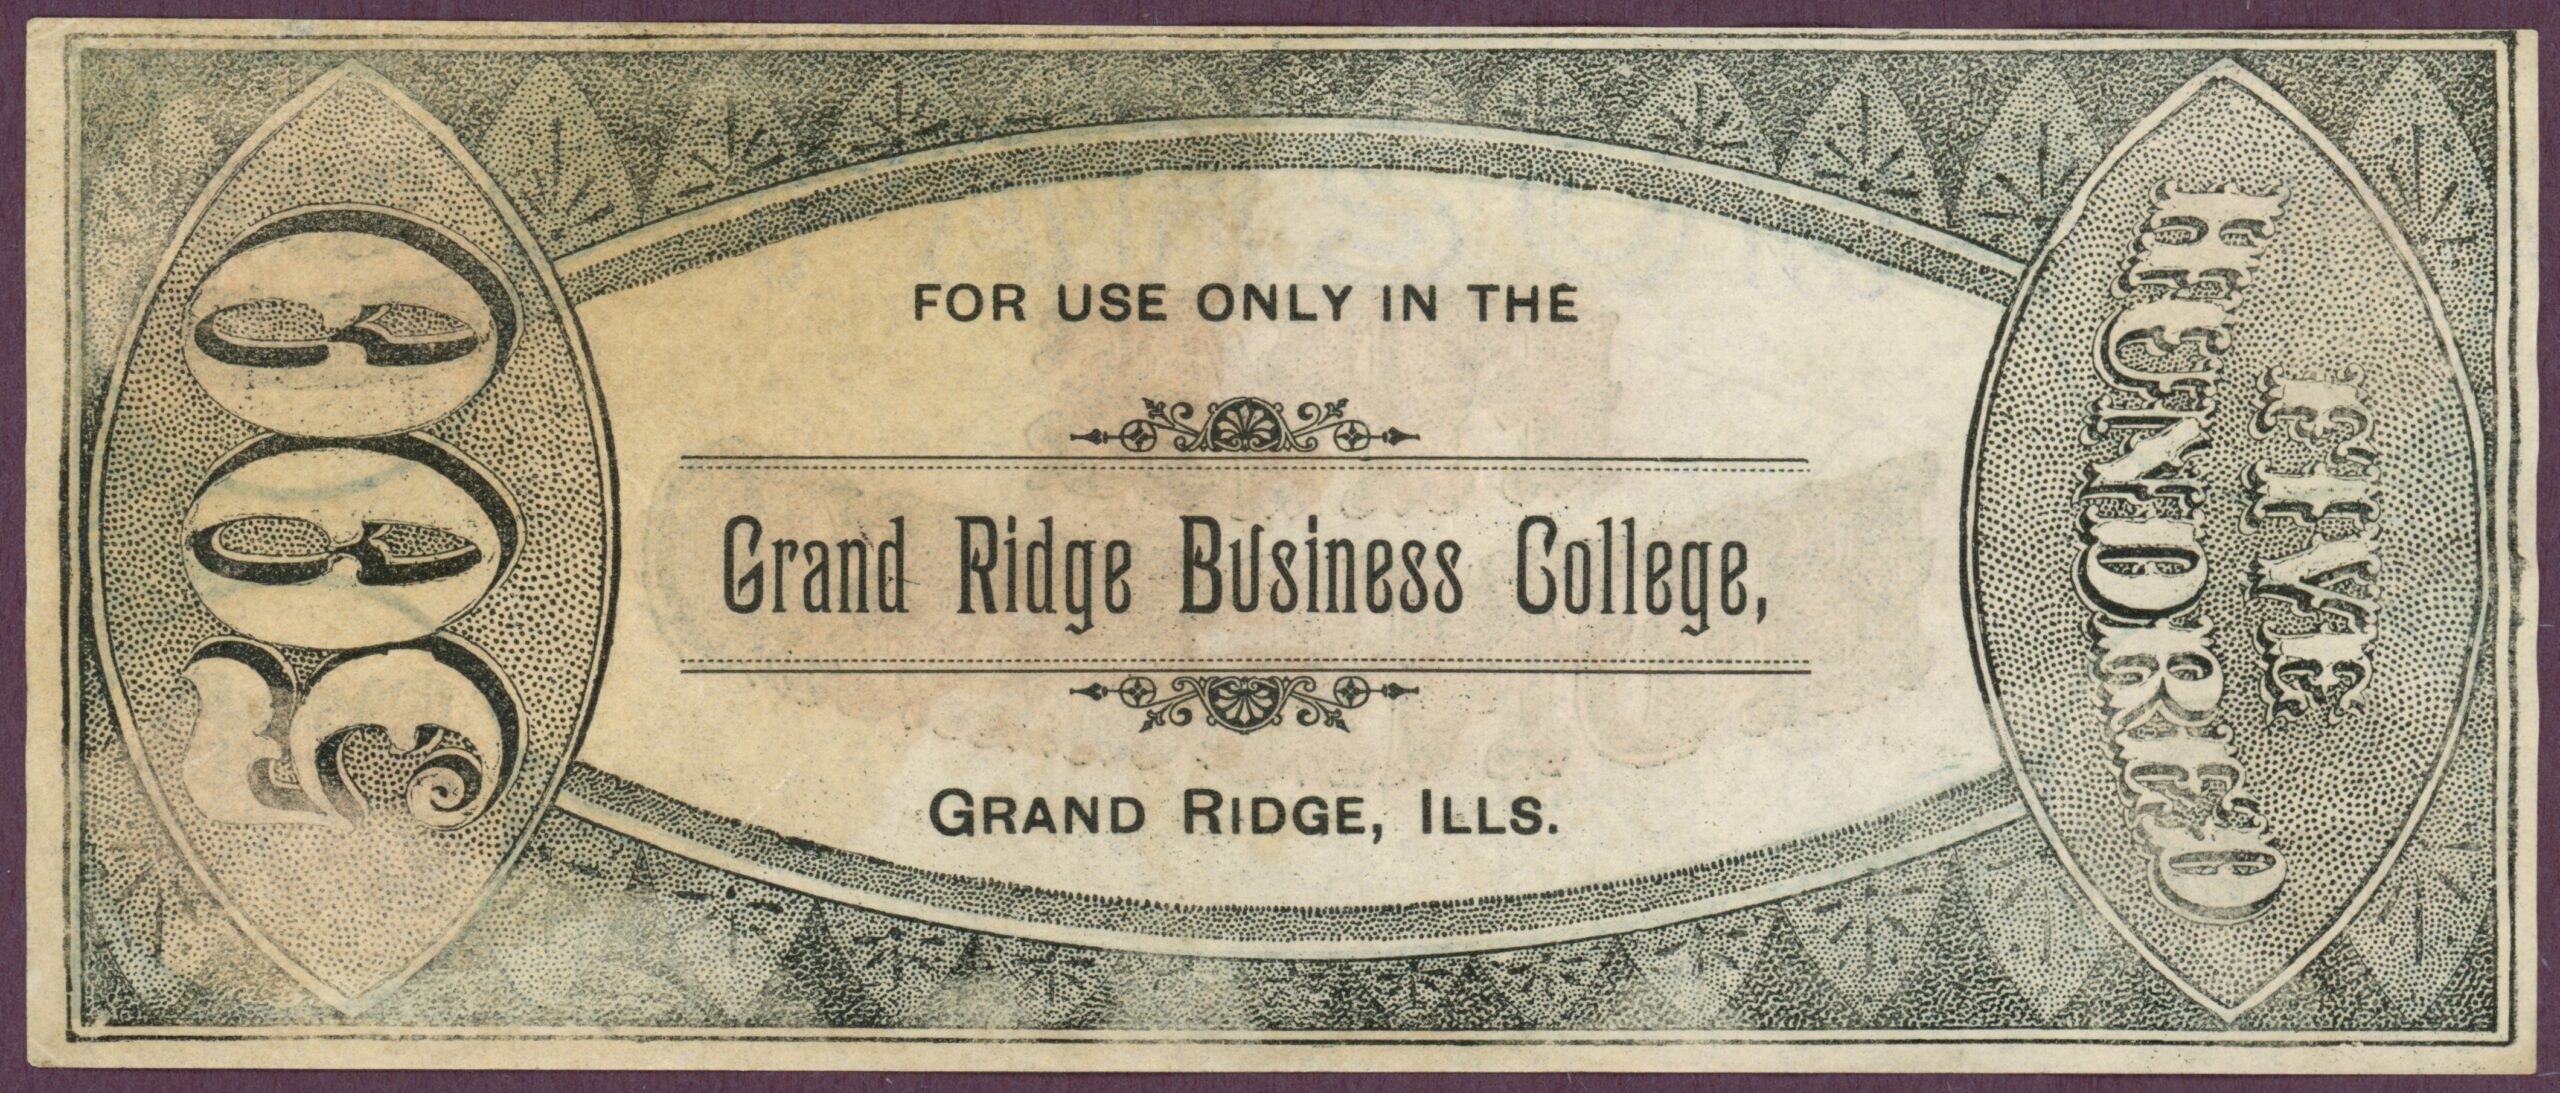 500
FOR USE ONLY IN THE
Grand Ridge Business College,
GRAND RIDGE, ILLS.
FIVE
HUNDRED